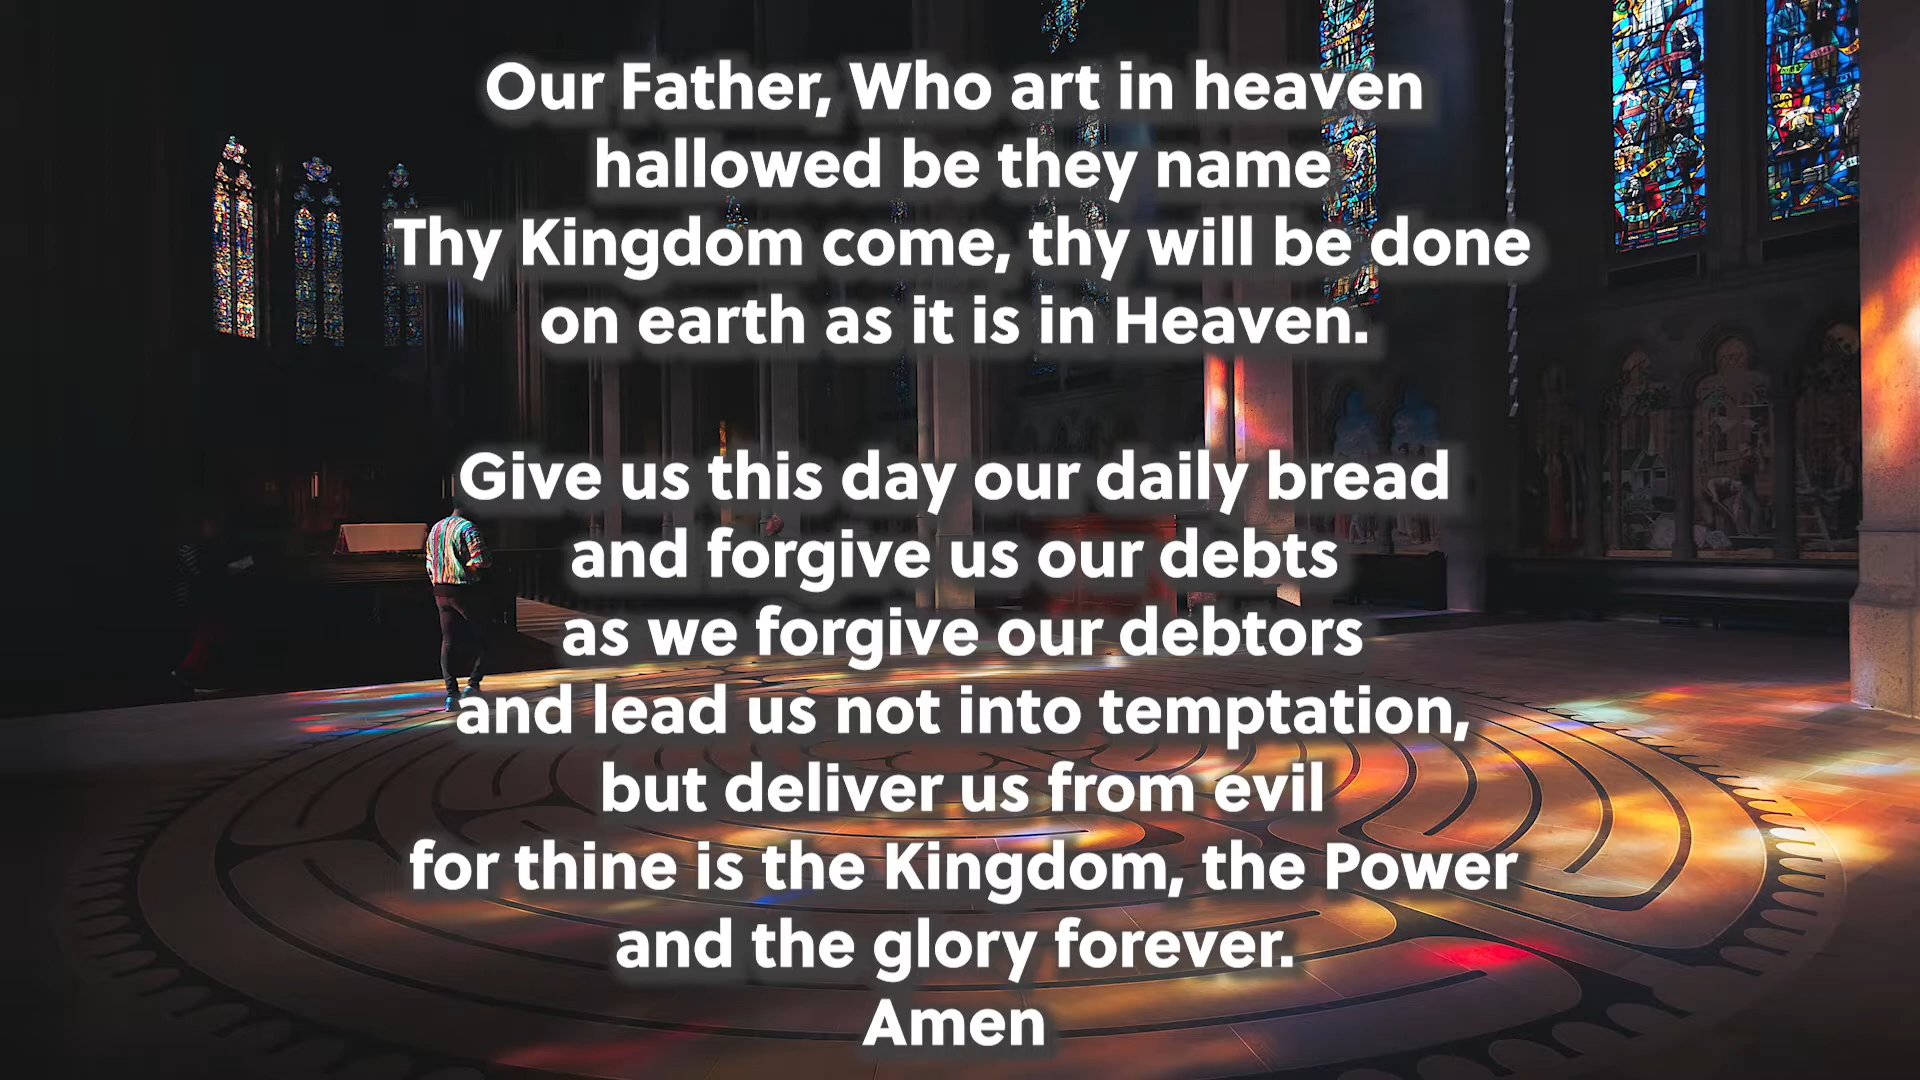 Our Father, Who art in heaven
hallowed be they name
Thy Kingdom come, thy will be done
on earth as it is in Heaven.
Give us this day our daily bread
and forgive us our debts
as we forgive our debtors
and lead us not into temptation,
but deliver us from evil
for thine is the Kingdom, the Power
and the glory forever.
Amen